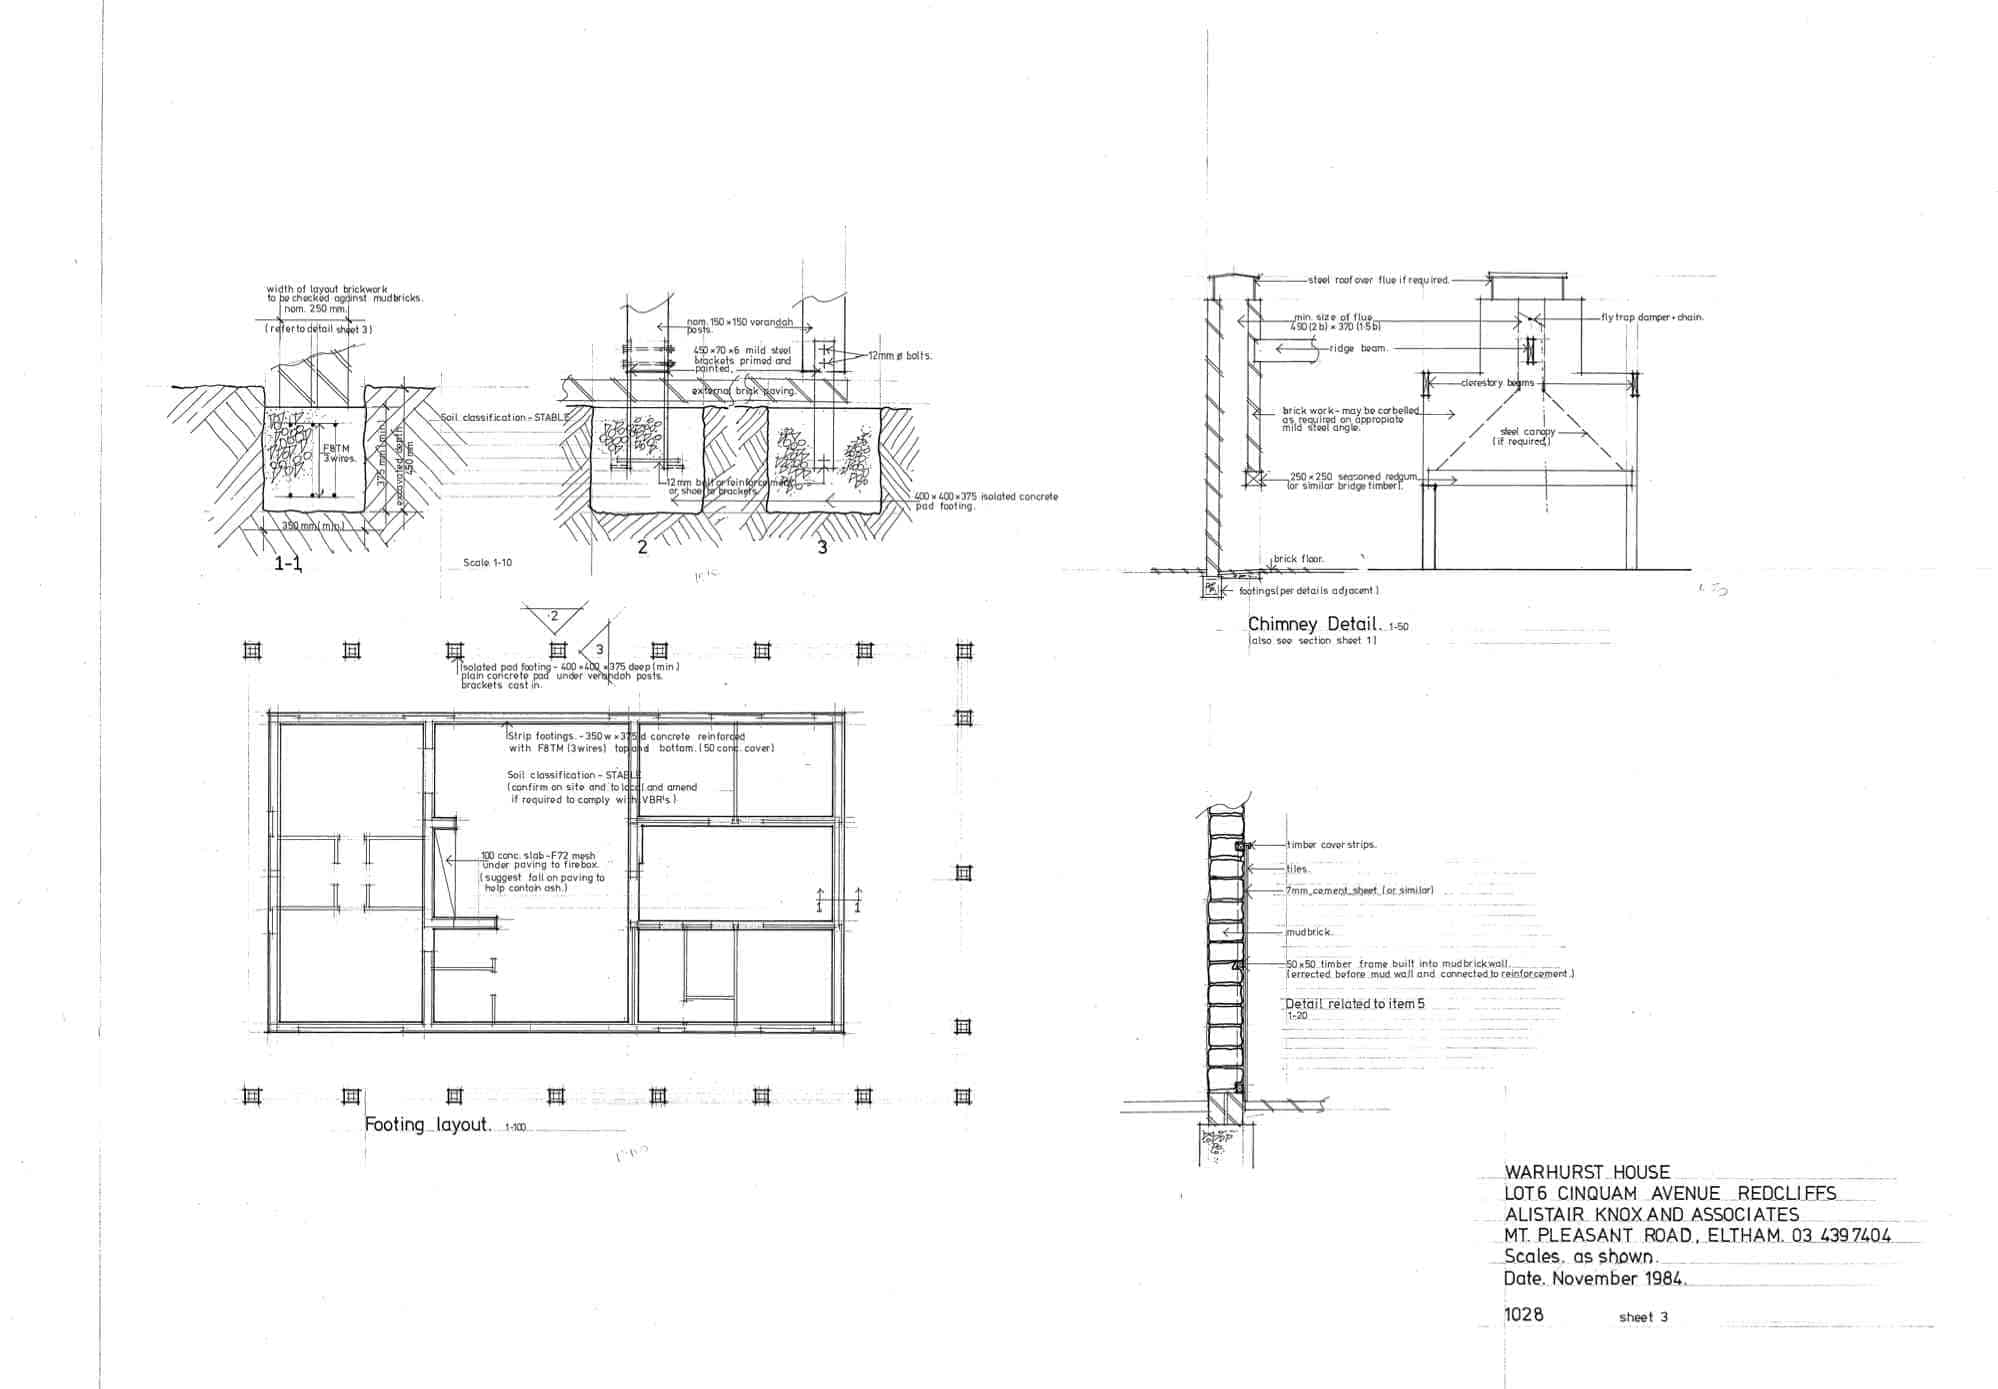 width of layout brickwork
to be checked against mudbricks.
nom. 250 mm.
(refer to detail sheet 3)
F8TM
3wires.
375 mm (min.)
excavated depth
450 mm
350 mm (min.)
1-1
Soil classification - STABLE
Scale 1-10
nom. 150 × 150 verandah
posts.
450×70×6 mild steel
brackets primed and
painted.
12mm ø bolts.
external brick paving.
12mm bolt or reinforcement
or shoe to brackets.
400 × 400 × 375 isolated concrete
pad footing.
2
3
2
3
Isolated pad footing - 400 × 400 × 375 deep (min.)
plain concrete pad under verandah posts.
brackets cast in.
Strip footings. - 350 w × 375 d concrete reinforced
with F8TM (3wires) top and bottom. (50 conc. cover)
Soil classification - STABLE
(confirm on site and to local and amend
if required to comply with VBR's.)
100 conc. slab - F72 mesh
under paving to firebox.
(suggest fall on paving to
help contain ash.)
1
1
Footing layout. 1-100
steel roof over flue if required.
min. size of flue
490 (2 b) × 370 (1·5 b)
fly trap damper + chain.
ridge beam.
clerestory beams
brick work - may be corbelled
as required on appropiate
mild steel angle.
steel canopy
(if required.)
250 × 250 seasoned redgum
(or similar bridge timber).
brick floor.
footings (per details adjacent.)
Chimney Detail. 1-50
(also see section sheet 1)
timber cover strips.
tiles.
7mm cement sheet (or similar)
mudbrick.
50×50 timber frame built into mudbrick wall
(errected before mud wall and connected to reinforcement.)
Detail related to item 5
1-20
WARHURST HOUSE
LOT 6 CINQUAM AVENUE REDCLIFFS
ALISTAIR KNOX AND ASSOCIATES
MT. PLEASANT ROAD, ELTHAM. 03 439 7404
Scales. as shown.
Date. November 1984.
1028 sheet 3